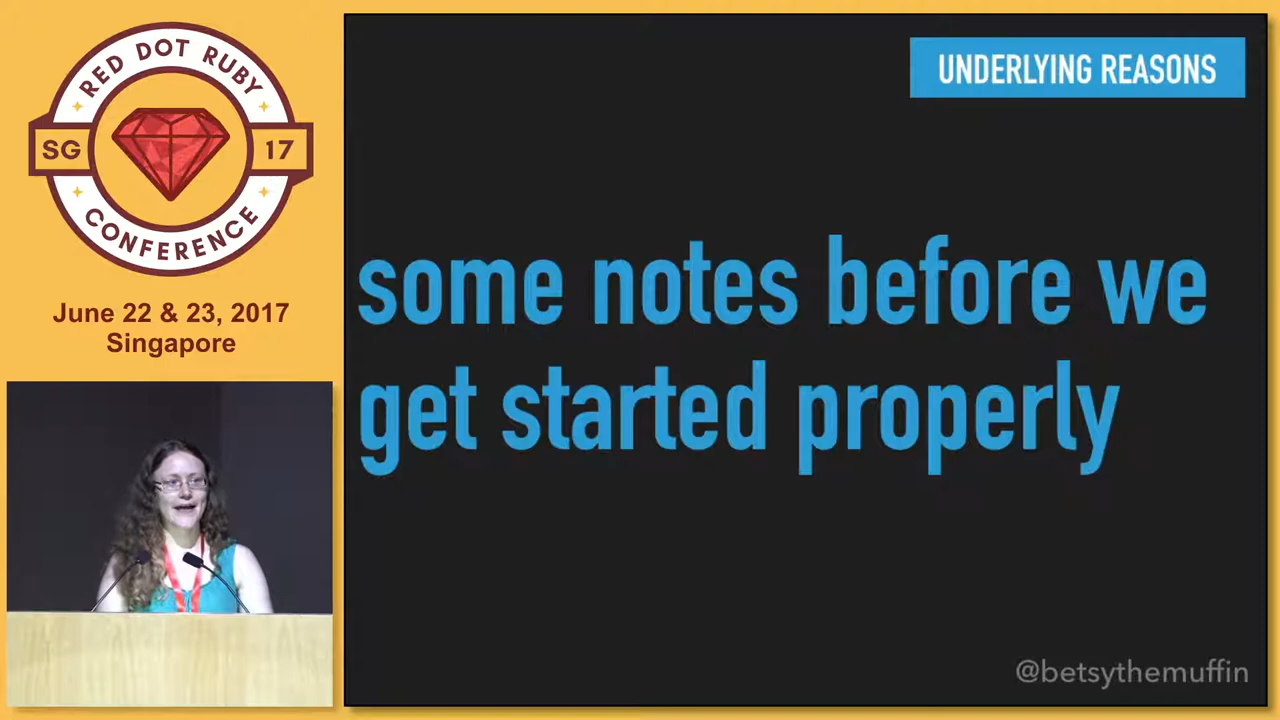 RED DOT RUBY
SG 17
CONFERENCE
June 22 & 23, 2017
Singapore
UNDERLYING REASONS
some notes before we
get started properly
@betsythemuffin